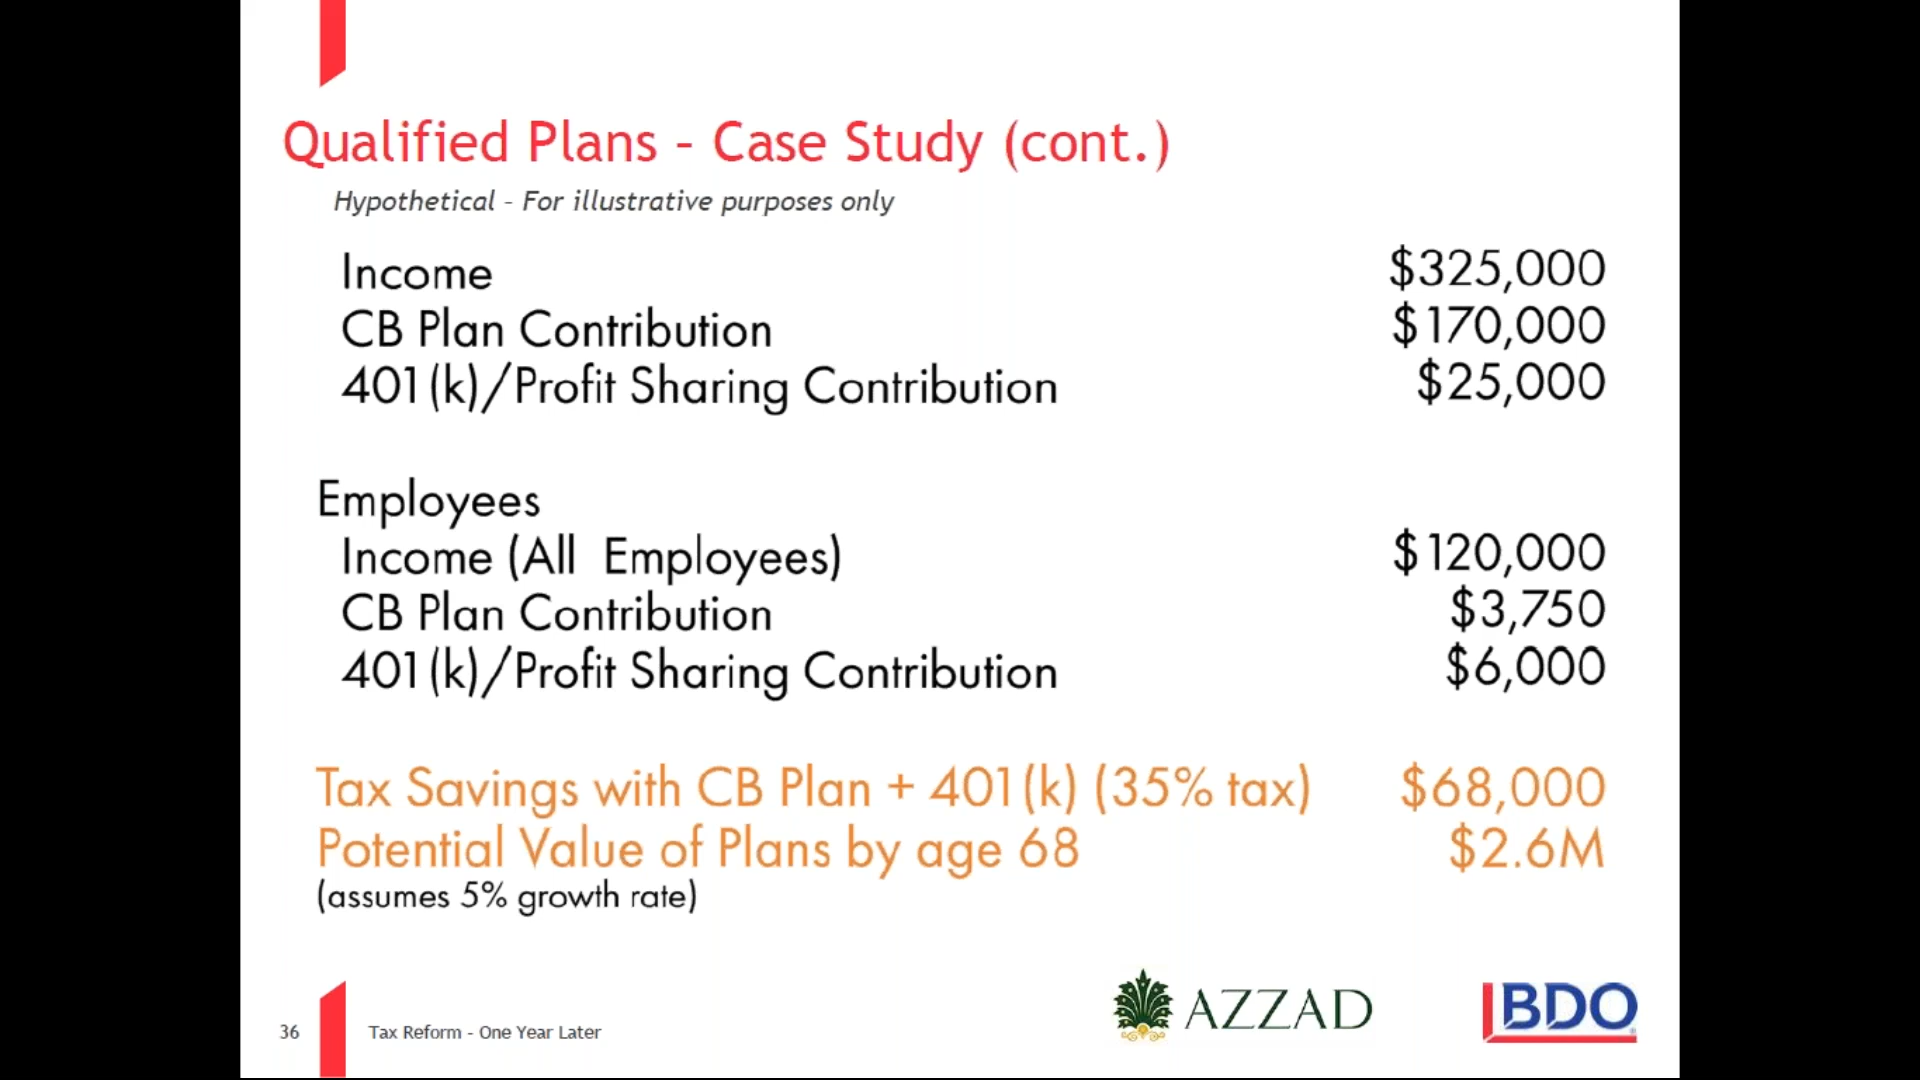 Qualified Plans - Case Study (cont.)
Hypothetical - For illustrative purposes only
Income $325,000
CB Plan Contribution $170,000
401(k)/Profit Sharing Contribution $25,000
Employees
Income (All Employees) $120,000
CB Plan Contribution $3,750
401(k)/Profit Sharing Contribution $6,000
Tax Savings with CB Plan + 401(k) (35% tax) $68,000
Potential Value of Plans by age 68 $2.6M
(assumes 5% growth rate)
36 Tax Reform - One Year Later
AZZAD
BDO